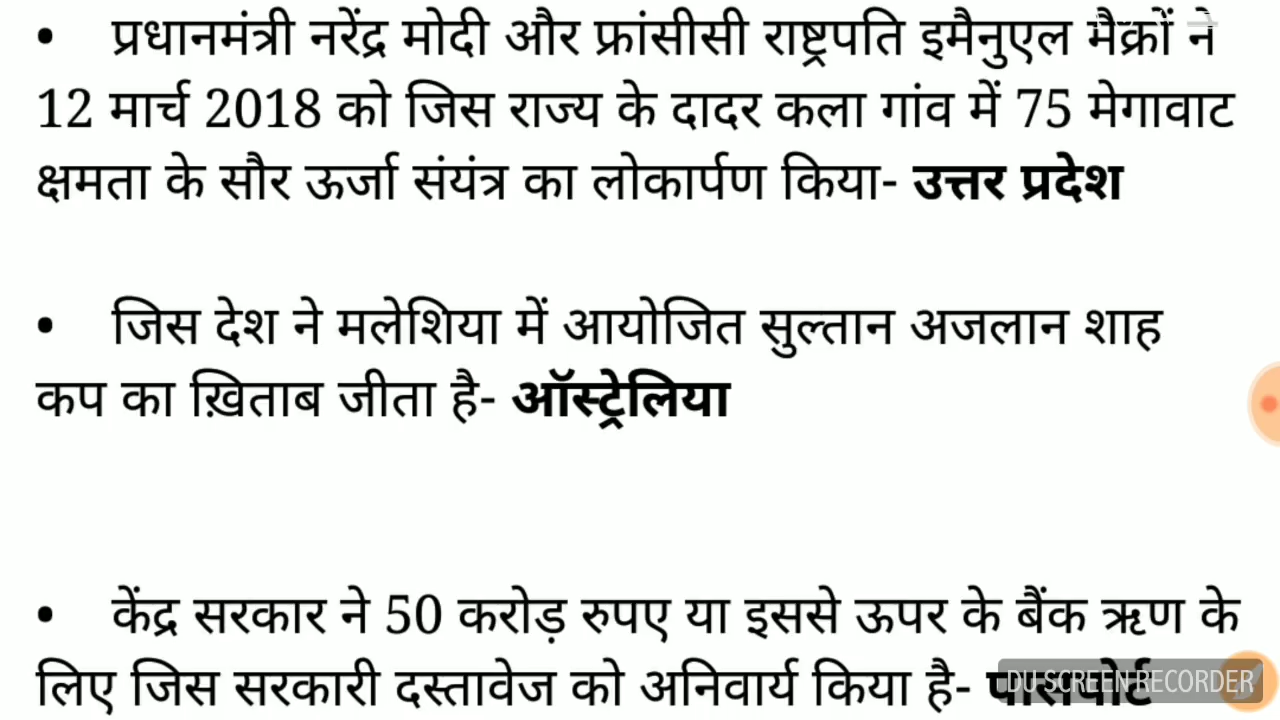 • प्रधानमंत्री नरेंद्र मोदी और फ्रांसीसी राष्ट्रपति इमैनुएल मैक्रों ने
12 मार्च 2018 को जिस राज्य के दादर कला गांव में 75 मेगावाट
क्षमता के सौर ऊर्जा संयंत्र का लोकार्पण किया- उत्तर प्रदेश
• जिस देश ने मलेशिया में आयोजित सुल्तान अजलान शाह
कप का ख़िताब जीता है- ऑस्ट्रेलिया
• केंद्र सरकार ने 50 करोड़ रुपए या इससे ऊपर के बैंक ऋण के
लिए जिस सरकारी दस्तावेज को अनिवार्य किया है- पासपोर्ट
DU SCREEN RECORDER